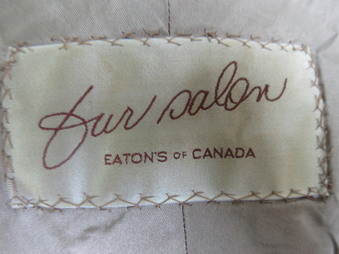 fur salon
EATON'S OF CANADA